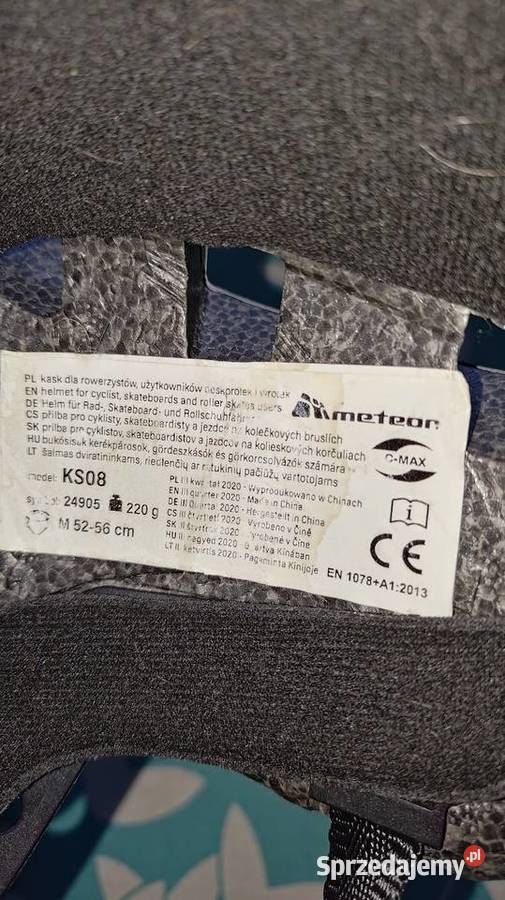 PL kask dla rowerzystów, użytkowników deskorolek i wrotek
EN helmet for cyclist, skateboards and roller skates users
DE Helm für Rad-, Skateboard- und Rollschuhfahrer
CS přilba pro cyklisty, skateboardisty a jezdce na kolečkových bruslích
SK prilba pre cyklistov, skateboardistov a jazdcov na kolieskových korčuliach
HU bukósisuk kerékpárosok, gördeszkások és görkorcsolyázók számára
LT šalmas dviratininkams, riedlenčių ar ratukinių pačiūžų vartotojams
meteor
C-MAX
model: KS08
24905 220 g
M 52-56 cm
PL III kwartał 2020 - Wyprodukowano w Chinach
EN III quarter 2020 - Made in China
DE III Quartal 2020 - Hergestellt in China
CS III čtvrtletí 2020 - Vyrobeno v Číně
SK III štvrťrok 2020 - Vyrobené v Číne
HU III negyed 2020 - Gyártva Kínában
LT III ketvirtis 2020 - Pagaminta Kinijoje
CE
EN 1078+A1:2013
Sprzedajemy.pl